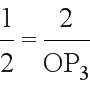 1/2 = 2/OP₃